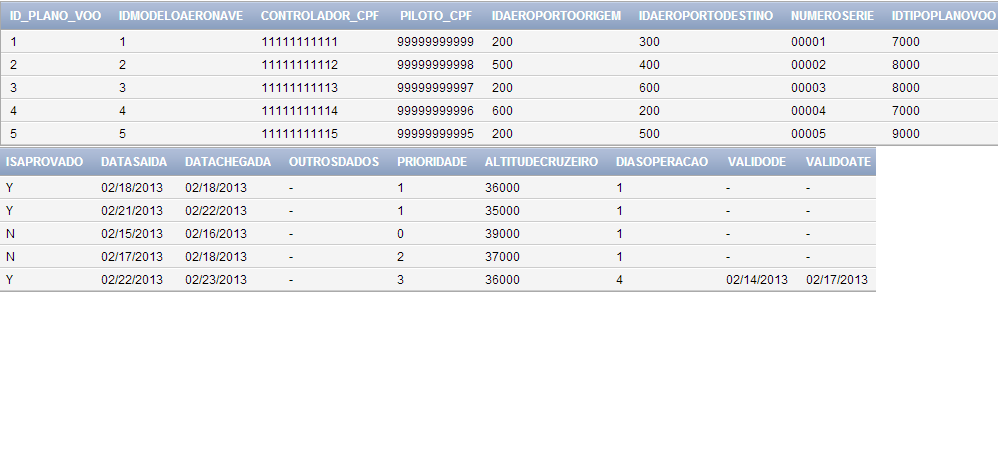 ID_PLANO_VOO IDMODELOAERONAVE CONTROLADOR_CPF PILOTO_CPF IDAEROPORTOORIGEM IDAEROPORTODESTINO NUMEROSERIE IDTIPOPLANOVOO
1 1 11111111111 99999999999 200 300 00001 7000
2 2 11111111112 99999999998 500 400 00002 8000
3 3 11111111113 99999999997 200 600 00003 8000
4 4 11111111114 99999999996 600 200 00004 7000
5 5 11111111115 99999999995 200 500 00005 9000
ISAPROVADO DATASAIDA DATACHEGADA OUTROSDADOS PRIORIDADE ALTITUDECRUZEIRO DIASOPERACAO VALIDODE VALIDOATE
Y 02/18/2013 02/18/2013 - 1 36000 1 - -
Y 02/21/2013 02/22/2013 - 1 35000 1 - -
N 02/15/2013 02/16/2013 - 0 39000 1 - -
N 02/17/2013 02/18/2013 - 2 37000 1 - -
Y 02/22/2013 02/23/2013 - 3 36000 4 02/14/2013 02/17/2013